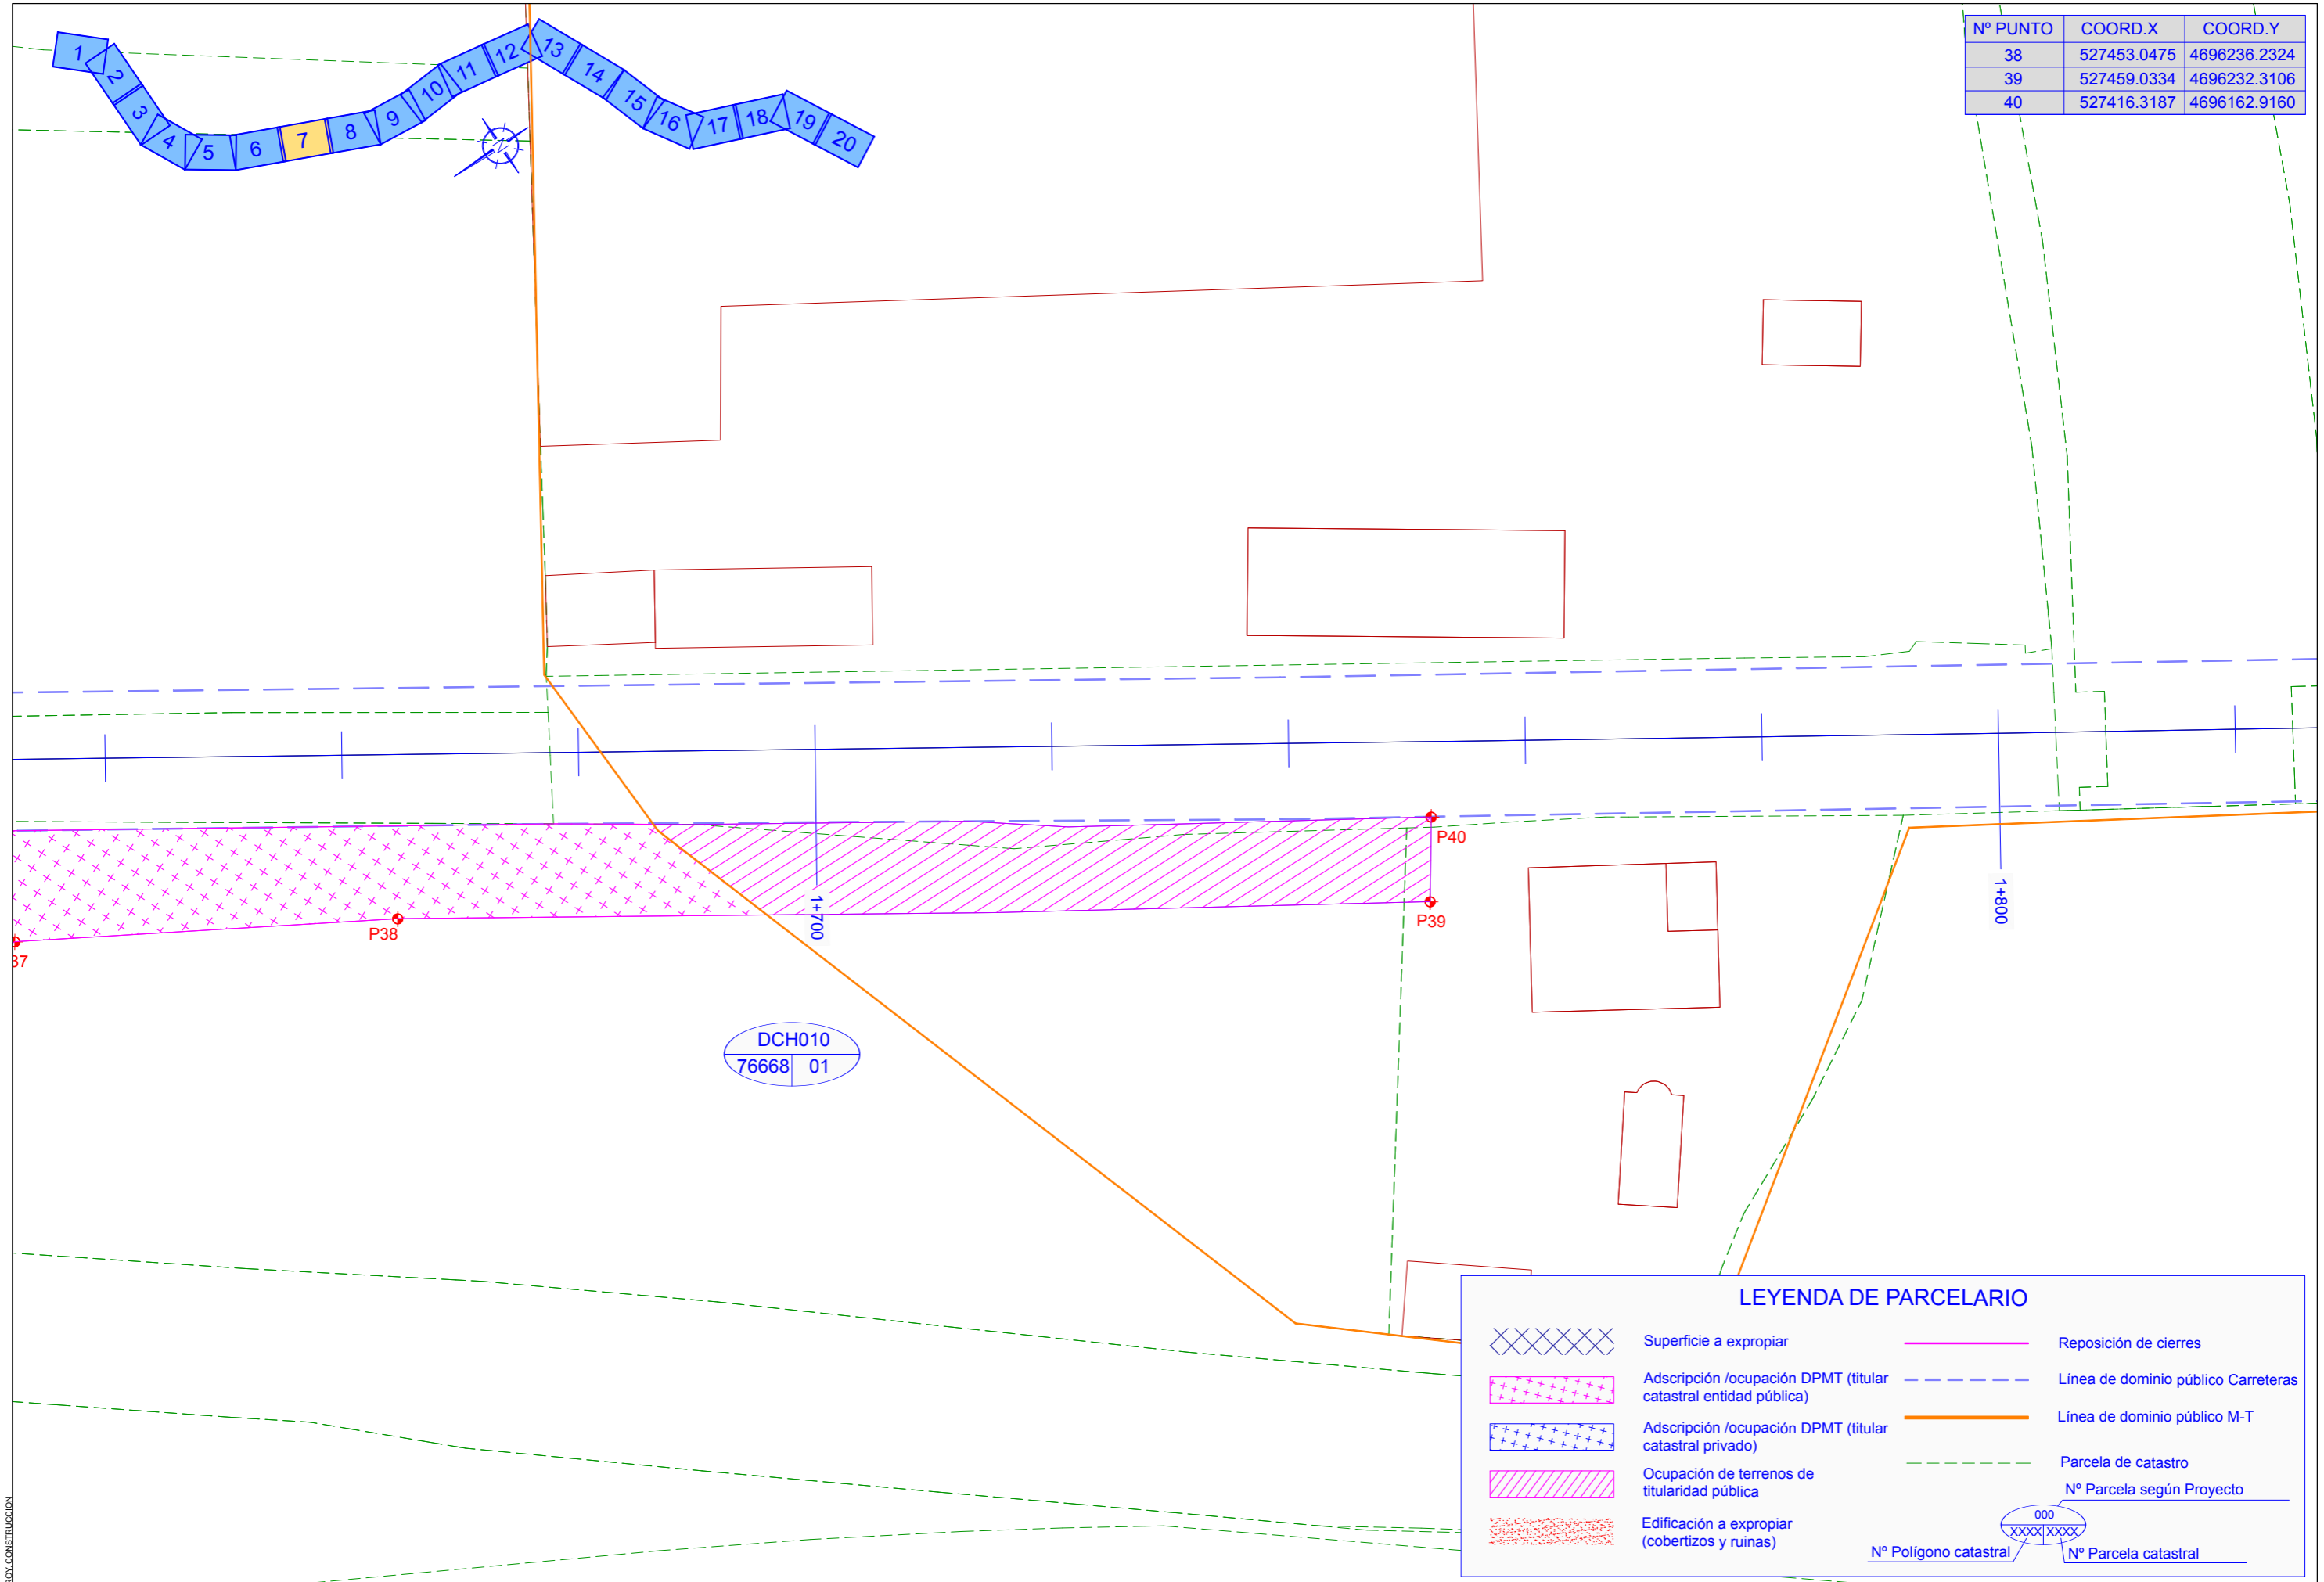 1
2
3
4
5
6
7
8
9
10
11
12
13
14
15
16
17
18
19
20
N
Nº PUNTO COORD.X COORD.Y
38 527453.0475 4696236.2324
39 527459.0334 4696232.3106
40 527416.3187 4696162.9160
P40
P39
P38
37
1+700
1+800
DCH010
76668 01
LEYENDA DE PARCELARIO
Superficie a expropiar
Adscripción /ocupación DPMT (titular
catastral entidad pública)
Adscripción /ocupación DPMT (titular
catastral privado)
Ocupación de terrenos de
titularidad pública
Edificación a expropiar
(cobertizos y ruinas)
Reposición de cierres
Línea de dominio público Carreteras
Línea de dominio público M-T
Parcela de catastro
Nº Parcela según Proyecto
000
XXXX XXXX
Nº Polígono catastral
Nº Parcela catastral
CONSTRUCCION